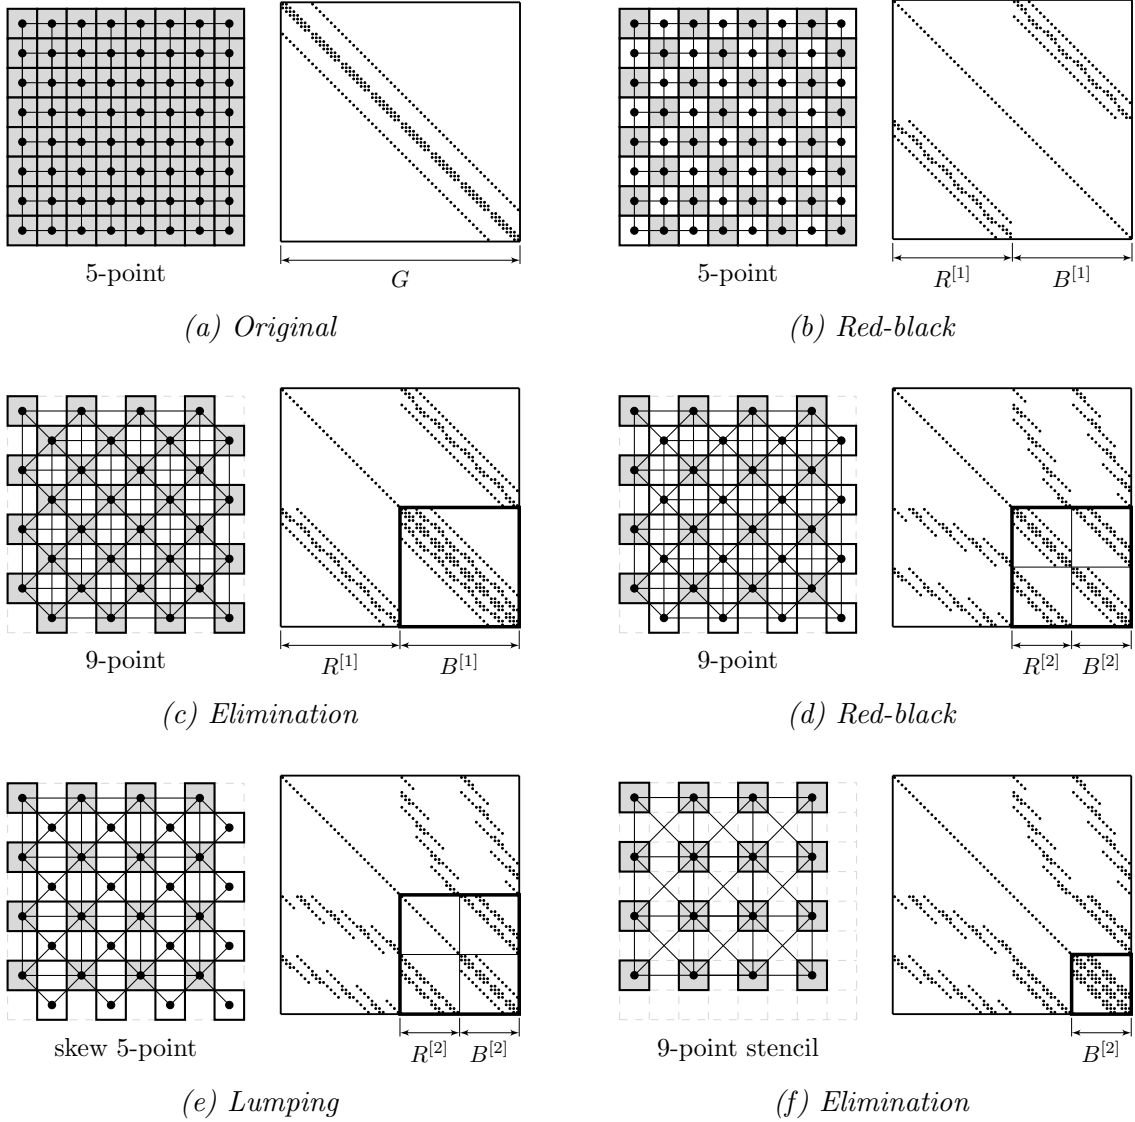 5-point
G
(a) Original
5-point
R^[1] B^[1]
(b) Red-black
9-point
R^[1] B^[1]
(c) Elimination
9-point
R^[2] B^[2]
(d) Red-black
skew 5-point
R^[2] B^[2]
(e) Lumping
9-point stencil
B^[2]
(f) Elimination